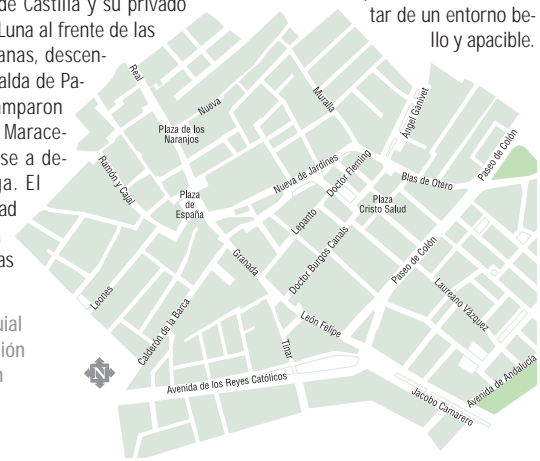 de Castilla y su privado
Luna al frente de las
anas, descen-
alda de Pa-
amparon
Marace-
se a de-
ga. El
ad
as
uial
ción
n
tar de un entorno be-
llo y apacible.
Real
Nueva
Plaza de los
Naranjos
Muralla
Ángel Ganivet
Paseo de Colón
Ramón y Cajal
Nueva de Jardines
Doctor Fleming
Blas de Otero
Plaza
de
España
Plaza
Cristo Salud
Lepanto
Granada
Doctor Burgos Canals
Paseo de Colón
Leones
Calderón de la Barca
León Felipe
Laureano Vázquez
Tinar
N
Avenida de los Reyes Católicos
Avenida de Andalucía
Jacobo Camarero